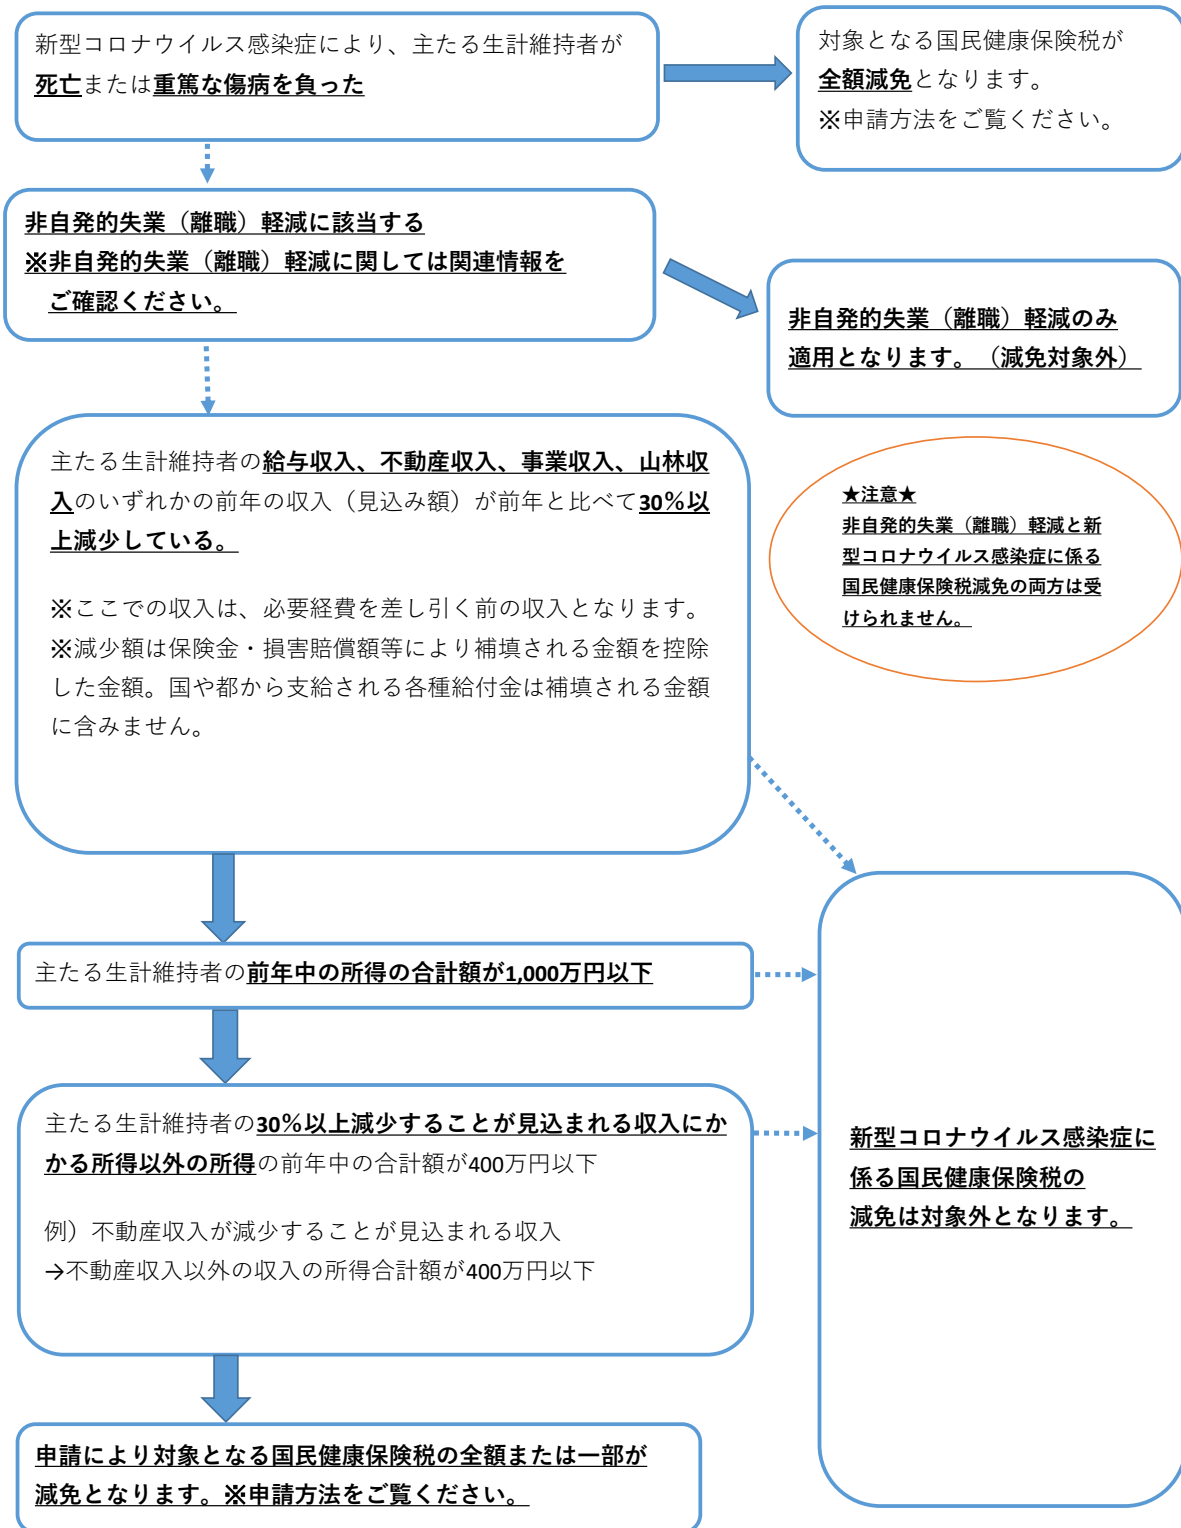 新型コロナウイルス感染症により、主たる生計維持者が
死亡または重篤な傷病を負った
対象となる国民健康保険税が
全額減免となります。
※申請方法をご覧ください。
非自発的失業（離職）軽減に該当する
※非自発的失業（離職）軽減に関しては関連情報を
ご確認ください。
非自発的失業（離職）軽減のみ
適用となります。（減免対象外）
主たる生計維持者の給与収入、不動産収入、事業収入、山林収
入のいずれかの前年の収入（見込み額）が前年と比べて30％以
上減少している。
※ここでの収入は、必要経費を差し引く前の収入となります。
※減少額は保険金・損害賠償額等により補填される金額を控除
した金額。国や都から支給される各種給付金は補填される金額
に含みません。
★注意★
非自発的失業（離職）軽減と新
型コロナウイルス感染症に係る
国民健康保険税減免の両方は受
けられません。
主たる生計維持者の前年中の所得の合計額が1,000万円以下
主たる生計維持者の30％以上減少することが見込まれる収入にか
かる所得以外の所得の前年中の合計額が400万円以下
例）不動産収入が減少することが見込まれる収入
→不動産収入以外の収入の所得合計額が400万円以下
新型コロナウイルス感染症に
係る国民健康保険税の
減免は対象外となります。
申請により対象となる国民健康保険税の全額または一部が
減免となります。※申請方法をご覧ください。